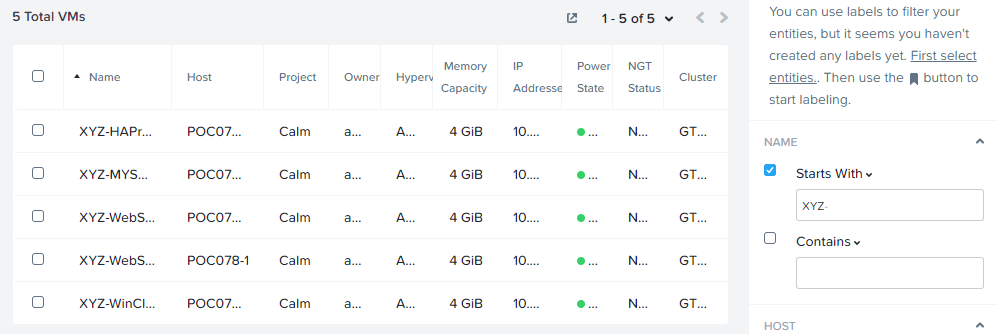 5 Total VMs
1 - 5 of 5
Name Host Project Owner Hyperv Memory Capacity IP Addresse Power State NGT Status Cluster
XYZ-HAPr... POC07... Calm a... A... 4 GiB 10.... ... N... GT...
XYZ-MYS... POC07... Calm a... A... 4 GiB 10.... ... N... GT...
XYZ-WebS... POC07... Calm a... A... 4 GiB 10.... ... N... GT...
XYZ-WebS... POC078-1 Calm a... A... 4 GiB 10.... ... N... GT...
XYZ-WinCl... POC07... Calm a... A... 4 GiB 10.... ... N... GT...
You can use labels to filter your
entities, but it seems you haven't
created any labels yet. First select
entities.. Then use the button to
start labeling.
NAME
Starts With
XYZ-
Contains
HOST